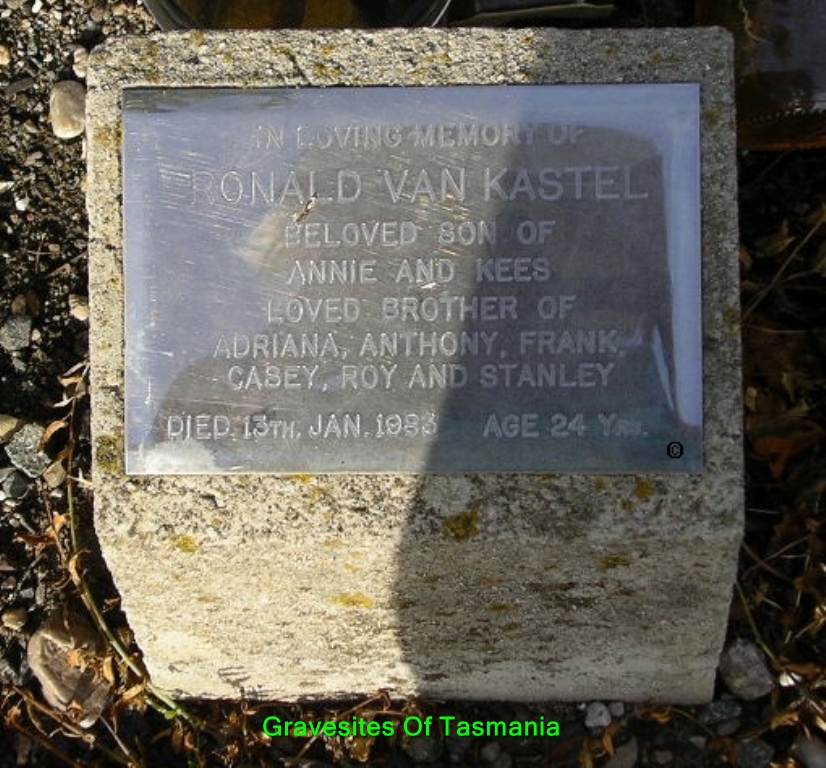 IN LOVING MEMORY OF
RONALD VAN KASTEL
BELOVED SON OF
ANNIE AND KEES
LOVED BROTHER OF
ADRIANA, ANTHONY, FRANK,
CASEY, ROY AND STANLEY
DIED. 13TH. JAN. 1983 AGE 24 YRS.
©
Gravesites Of Tasmania